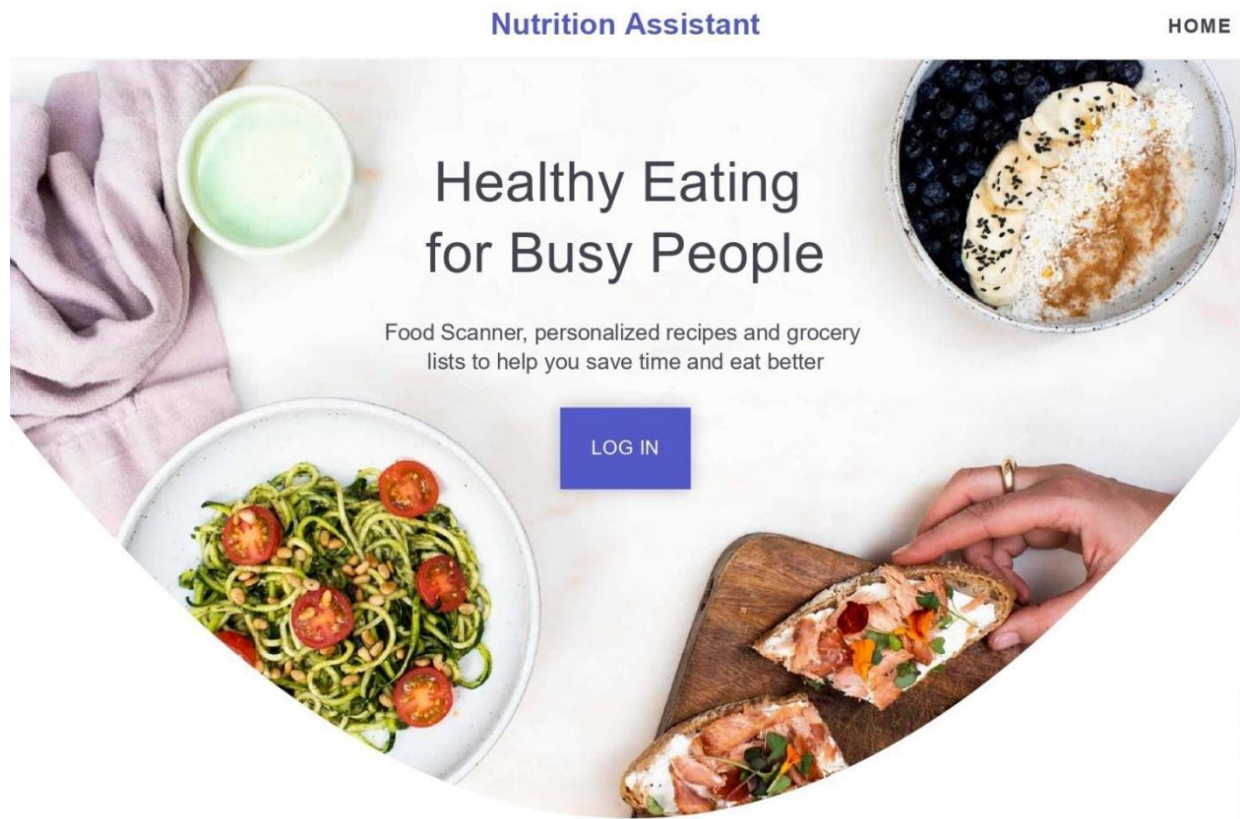 Nutrition Assistant
HOME
Healthy Eating
for Busy People
Food Scanner, personalized recipes and grocery
lists to help you save time and eat better
LOG IN